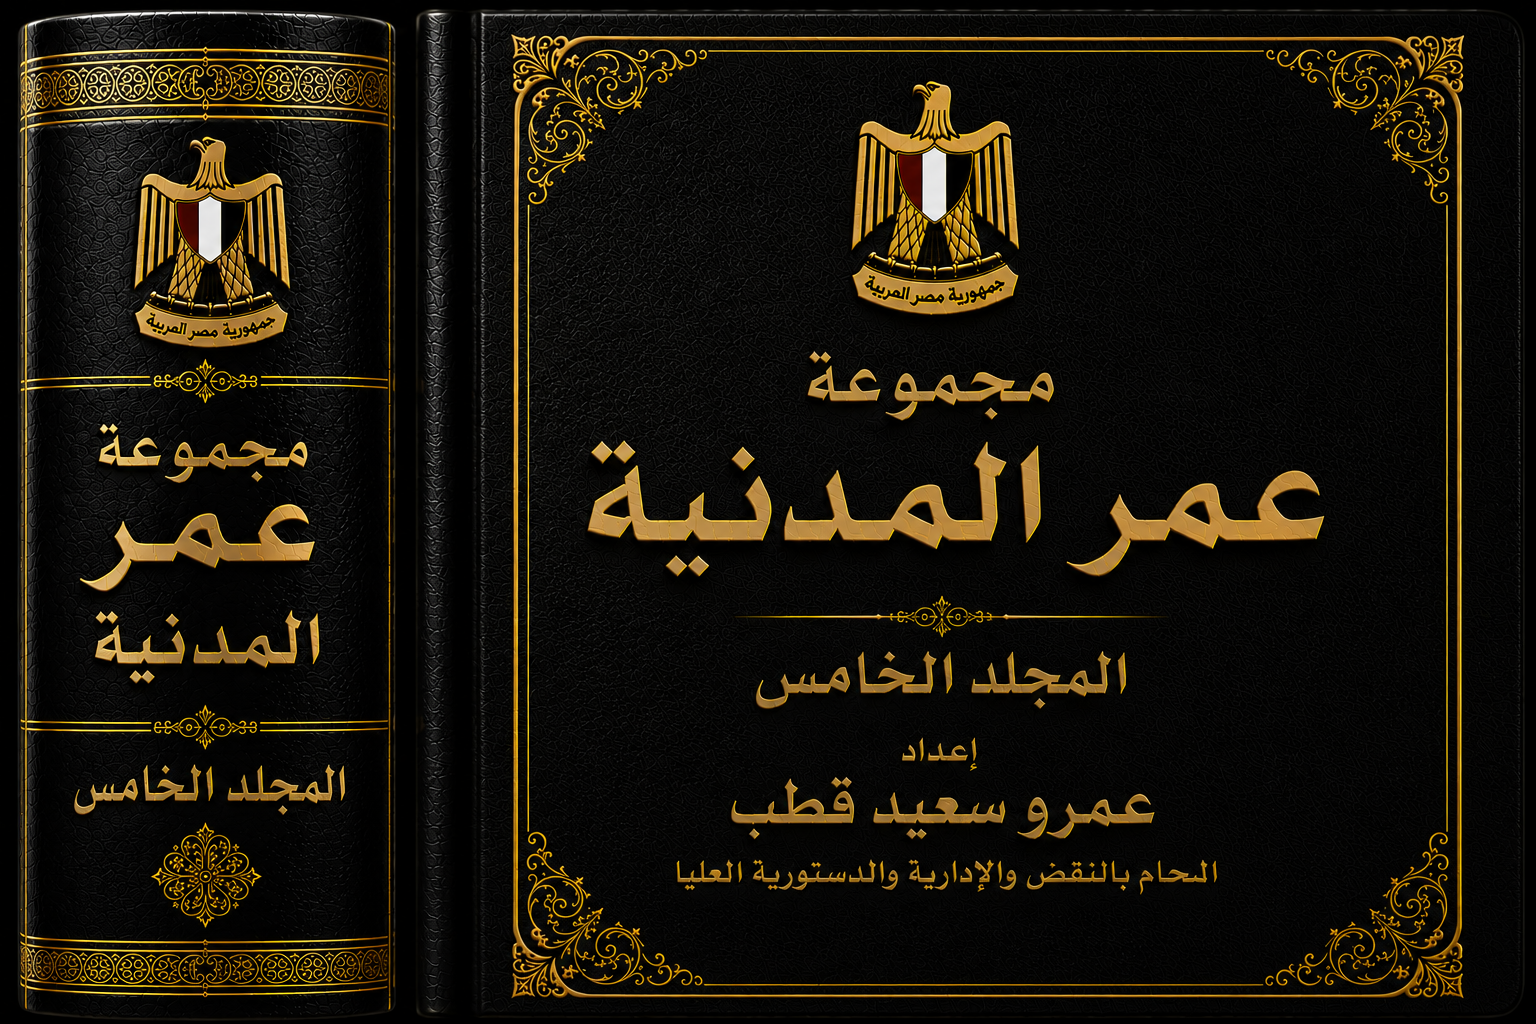 جمهورية مصر العربية
مجموعة
عمر المدنية
المجلد الخامس
إعداد
عمرو سعيد قطب
الحام بالنقض والإدارية والدستورية العليا
جمهورية مصر العربية
مجموعة
عمر
المدنية
المجلد الخامس